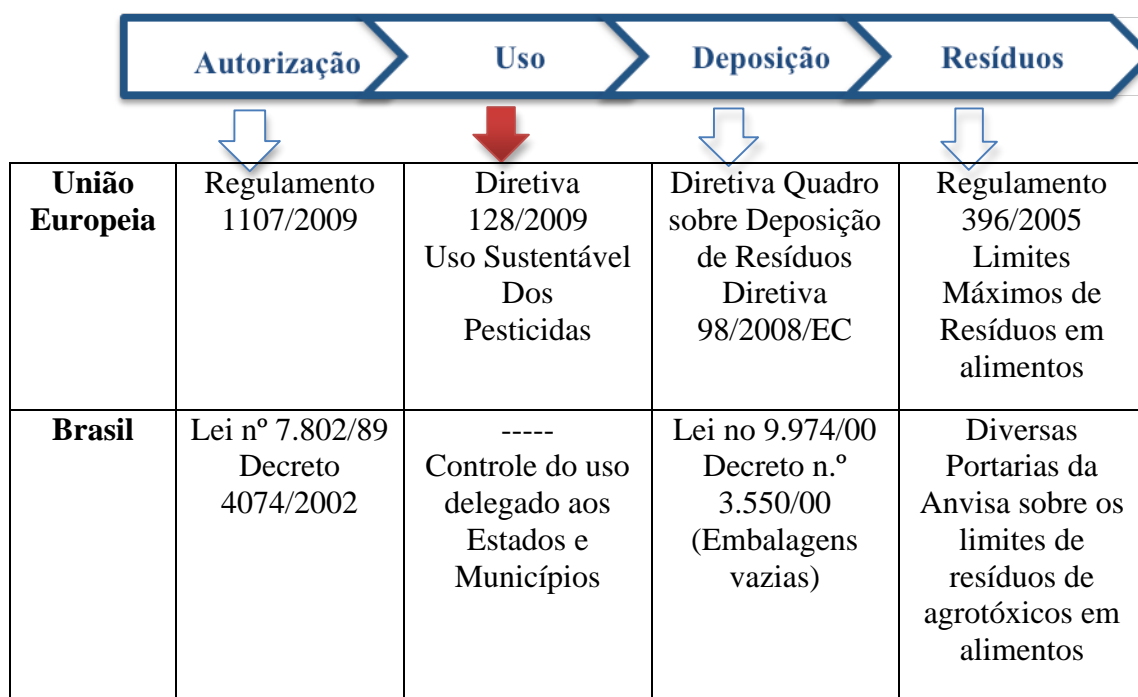 Autorização
Uso
Deposição
Resíduos
União
Europeia
Regulamento
1107/2009
Diretiva
128/2009
Uso Sustentável
Dos
Pesticidas
Diretiva Quadro
sobre Deposição
de Resíduos
Diretiva
98/2008/EC
Regulamento
396/2005
Limites
Máximos de
Resíduos em
alimentos
Brasil
Lei nº 7.802/89
Decreto
4074/2002
-----
Controle do uso
delegado aos
Estados e
Municípios
Lei no 9.974/00
Decreto n.º
3.550/00
(Embalagens
vazias)
Diversas
Portarias da
Anvisa sobre os
limites de
resíduos de
agrotóxicos em
alimentos